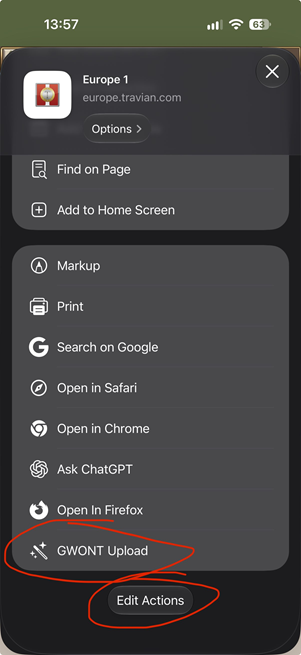 13:57
63
Europe 1
europe.travian.com
Options >
Find on Page
Add to Home Screen
Markup
Print
Search on Google
Open in Safari
Open in Chrome
Ask ChatGPT
Open In Firefox
GWONT Upload
Edit Actions